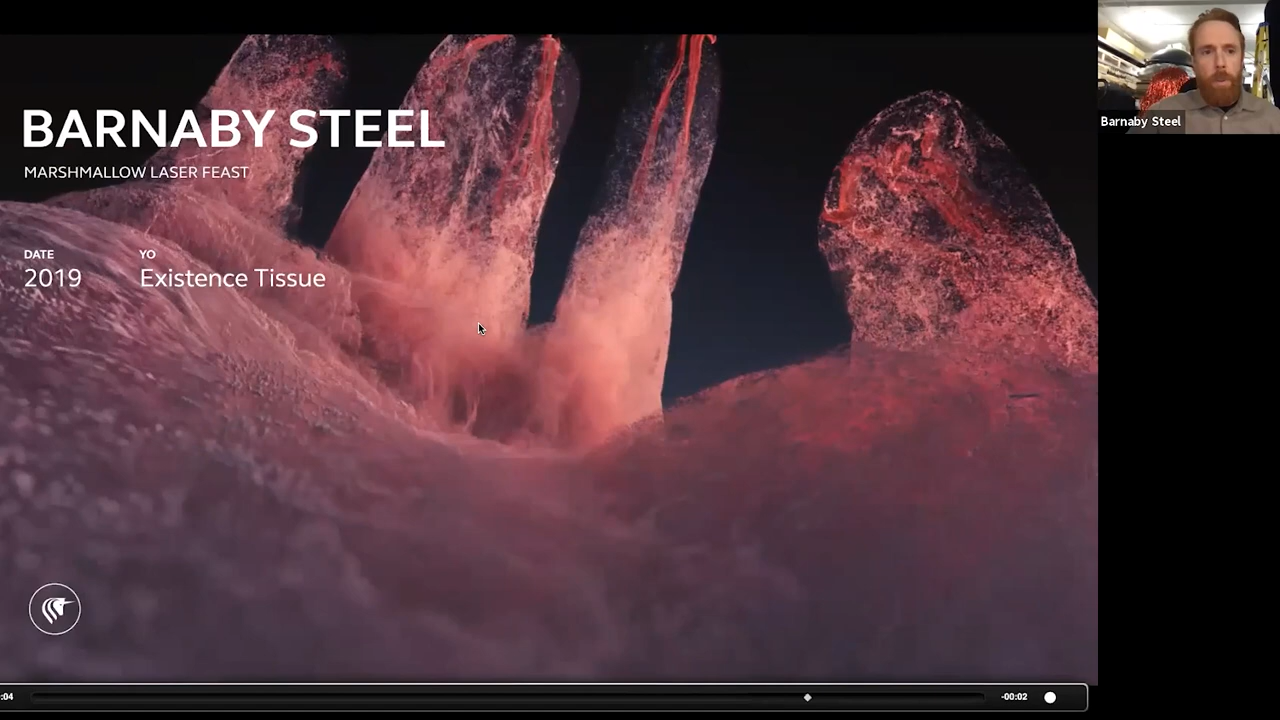 BARNABY STEEL
MARSHMALLOW LASER FEAST
DATE
YO
2019
Existence Tissue
Barnaby Steel
:04
-00:02